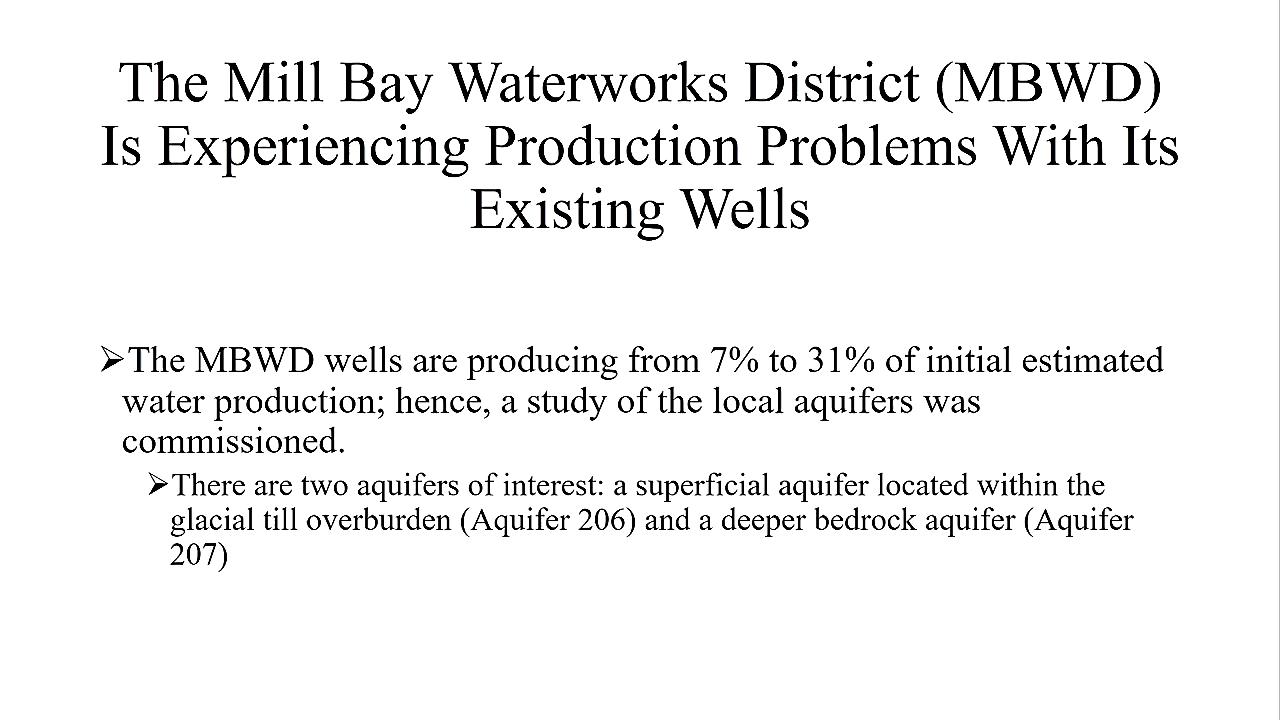 The Mill Bay Waterworks District (MBWD)
Is Experiencing Production Problems With Its
Existing Wells
➢The MBWD wells are producing from 7% to 31% of initial estimated
water production; hence, a study of the local aquifers was
commissioned.
➢There are two aquifers of interest: a superficial aquifer located within the
glacial till overburden (Aquifer 206) and a deeper bedrock aquifer (Aquifer
207)